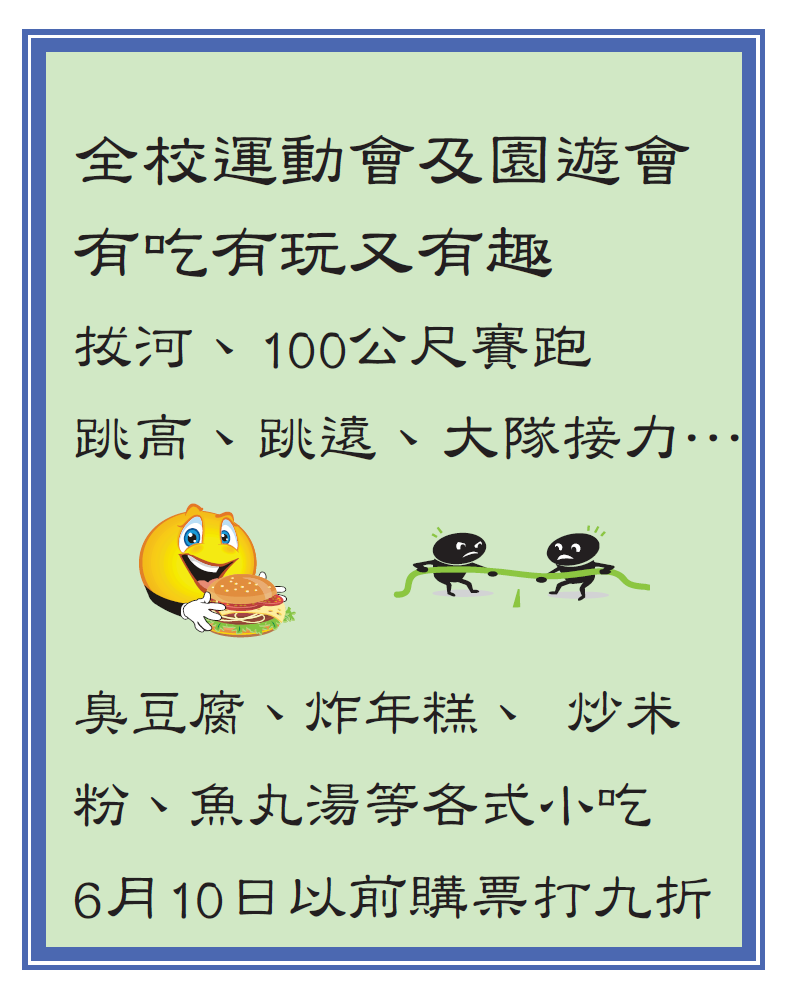 全校運動會及園遊會
有吃有玩又有趣
拔河、100公尺賽跑
跳高、跳遠、大隊接力…
臭豆腐、炸年糕、 炒米
粉、魚丸湯等各式小吃
6月10日以前購票打九折